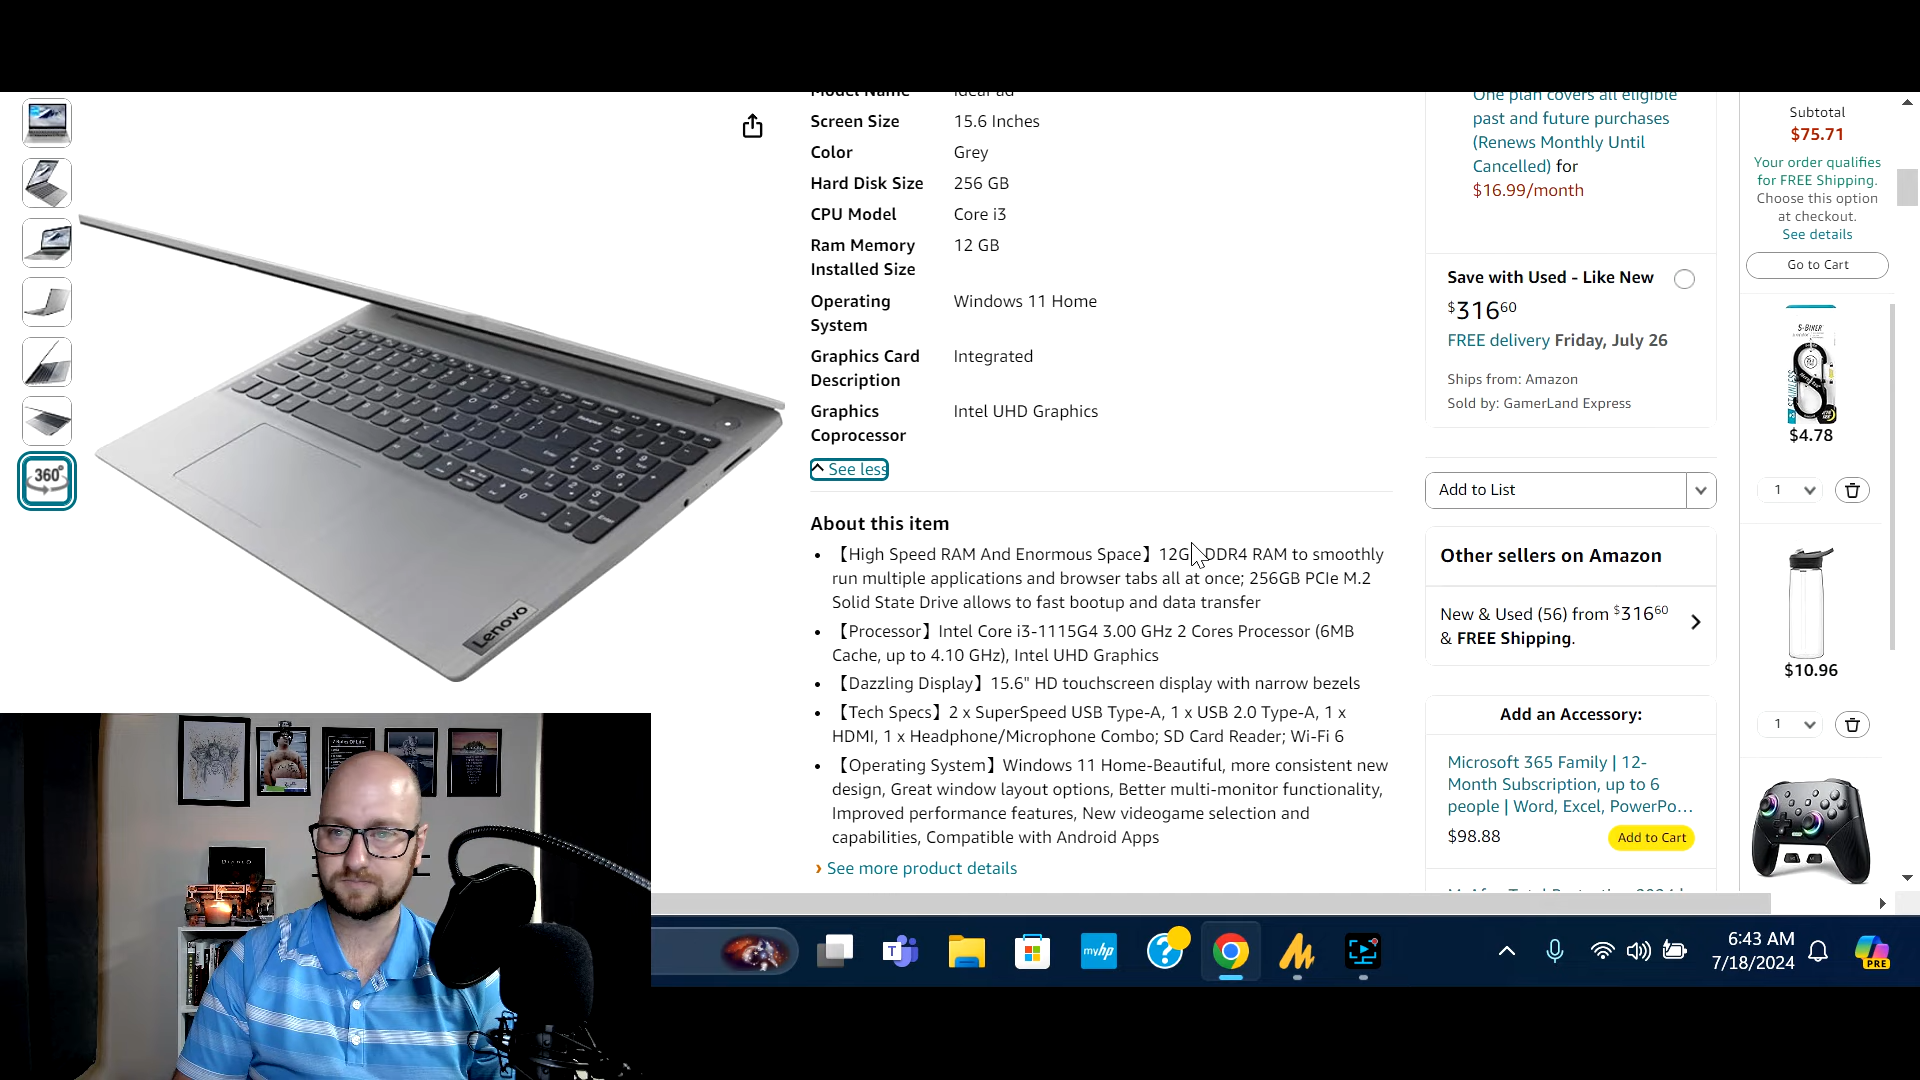 360°
Lenovo
Model Name IdeaPad
Screen Size 15.6 Inches
Color Grey
Hard Disk Size 256 GB
CPU Model Core i3
Ram Memory Installed Size 12 GB
Operating System Windows 11 Home
Graphics Card Description Integrated
Graphics Coprocessor Intel UHD Graphics
See less
About this item
【High Speed RAM And Enormous Space】12G DDR4 RAM to smoothly
run multiple applications and browser tabs all at once; 256GB PCIe M.2
Solid State Drive allows to fast bootup and data transfer
【Processor】Intel Core i3-1115G4 3.00 GHz 2 Cores Processor (6MB
Cache, up to 4.10 GHz), Intel UHD Graphics
【Dazzling Display】15.6" HD touchscreen display with narrow bezels
【Tech Specs】2 x SuperSpeed USB Type-A, 1 x USB 2.0 Type-A, 1 x
HDMI, 1 x Headphone/Microphone Combo; SD Card Reader; Wi-Fi 6
【Operating System】Windows 11 Home-Beautiful, more consistent new
design, Great window layout options, Better multi-monitor functionality,
Improved performance features, New videogame selection and
capabilities, Compatible with Android Apps
› See more product details
One plan covers all eligible
past and future purchases
(Renews Monthly Until
Cancelled) for
$16.99/month
Save with Used - Like New
$316 60
FREE delivery Friday, July 26
Ships from: Amazon
Sold by: GamerLand Express
Add to List
Other sellers on Amazon
New & Used (56) from $316 60
& FREE Shipping.
Add an Accessory:
Microsoft 365 Family | 12-
Month Subscription, up to 6
people | Word, Excel, PowerPo...
$98.88
Add to Cart
Subtotal
$75.71
Your order qualifies
for FREE Shipping.
Choose this option
at checkout.
See details
Go to Cart
S-BINER
$4.78
1
$10.96
1
DIABLO
myhp
6:43 AM
7/18/2024
PRE